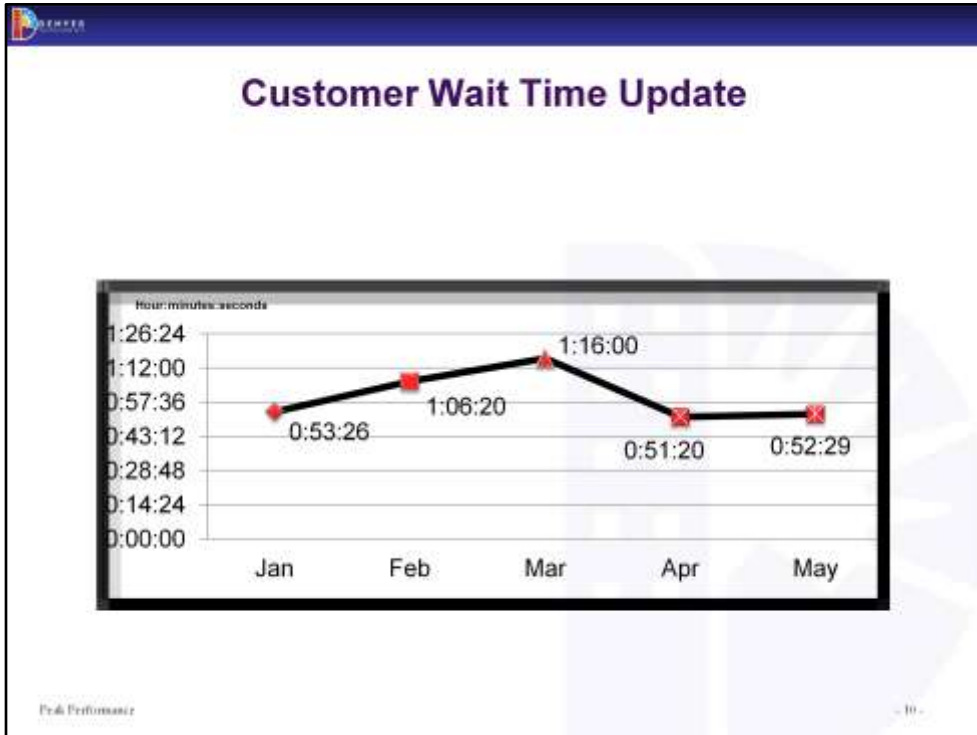 DENVER
Customer Wait Time Update
Hour:minutes:seconds
1:26:24
1:12:00
0:57:36
0:43:12
0:28:48
0:14:24
0:00:00
1:16:00
1:06:20
0:53:26
0:51:20
0:52:29
Jan Feb Mar Apr May
Peak Performance
- 10 -